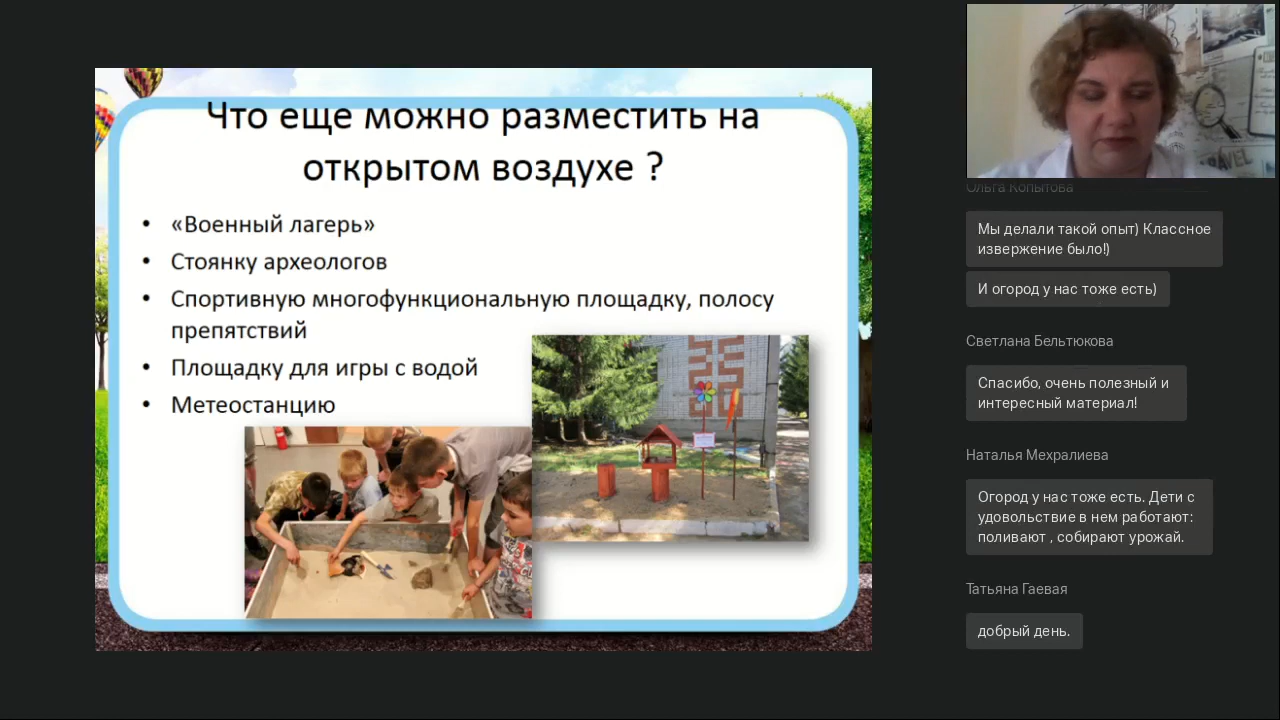 Что еще можно разместить на
открытом воздухе ?
• «Военный лагерь»
• Стоянку археологов
• Спортивную многофункциональную площадку, полосу
препятствий
• Площадку для игры с водой
• Метеостанцию
TRAVEL
Ольга Копытова
Мы делали такой опыт) Классное
извержение было!)
И огород у нас тоже есть)
Светлана Бельтюкова
Спасибо, очень полезный и
интересный материал!
Наталья Мехралиева
Огород у нас тоже есть. Дети с
удовольствие в нем работают:
поливают , собирают урожай.
Татьяна Гаевая
добрый день.